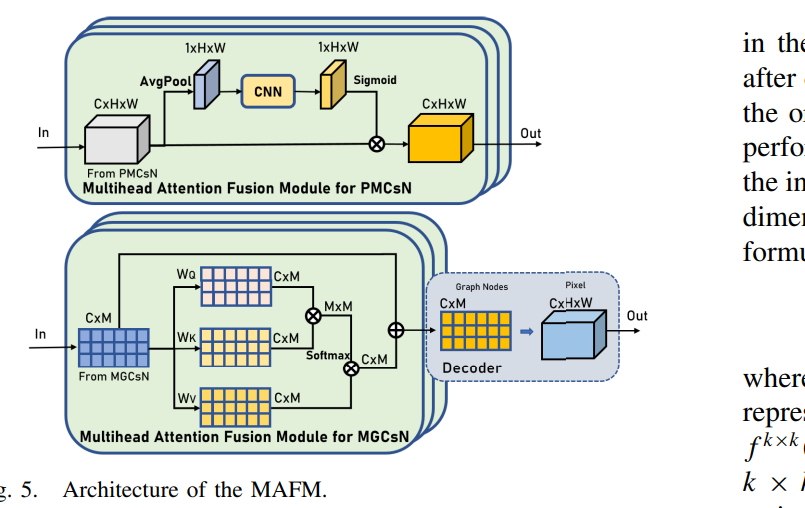 1xHxW
1xHxW
AvgPool
CNN
Sigmoid
CxHxW
CxHxW
In
Out
From PMCsN
Multihead Attention Fusion Module for PMCsN
WQ
CxM
MxM
CxM
In
WK
CxM
Softmax
CxM
From MGCsN
WV
CxM
Multihead Attention Fusion Module for MGCsN
Graph Nodes
Pixel
CxM
CxHxW
Out
Decoder
g. 5. Architecture of the MAFM.
in the
after
the o
perfo
the in
dimer
formu
where
repres
f k×k
k ×